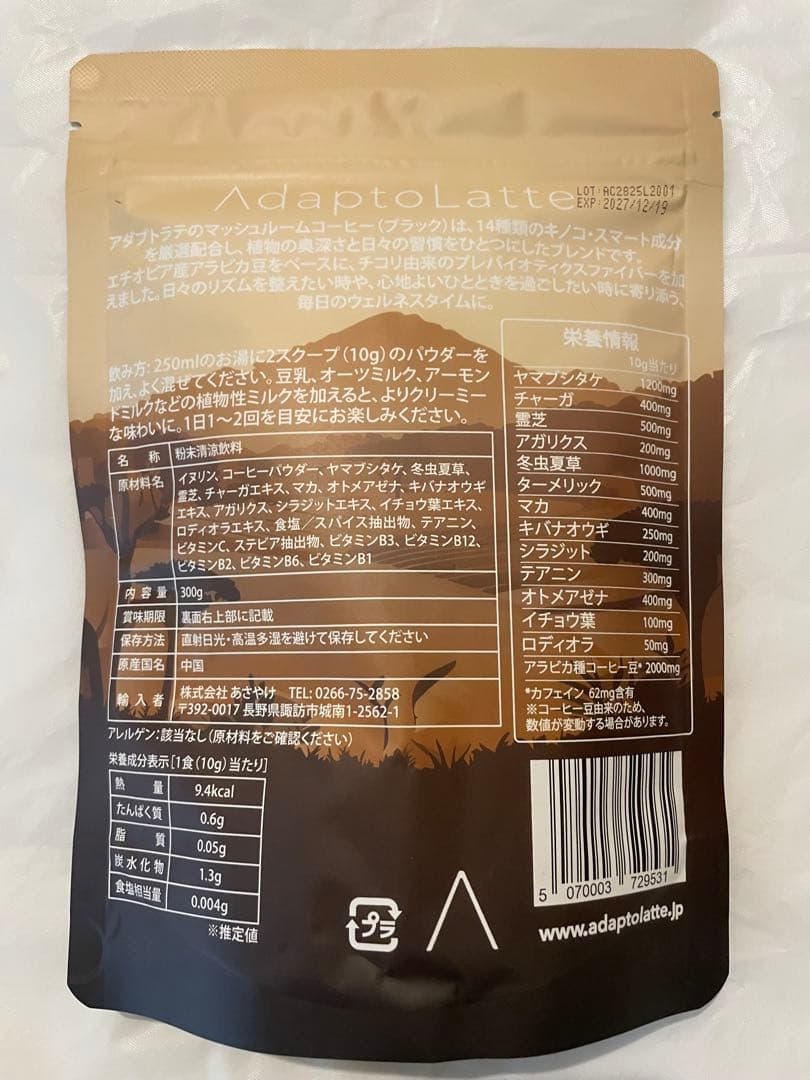 AdaptoLatte
LOT:AC2825L2001
EXP:2027/12/19
アダプトラテのマッシュルームコーヒー(ブラック)は、14種類のキノコ・スマート成分
を厳選配合し、植物の奥深さと日々の習慣をひとつにしたブレンドです。
エチオピア産アラビカ豆をベースに、チコリ由来のプレバイオティクスファイバーを加
えました。日々のリズムを整えたい時や、心地よいひとときを過ごしたい時に寄り添う、
毎日のウェルネスタイムに。
飲み方: 250mlのお湯に2スクープ(10g)のパウダーを
加え、よく混ぜてください。豆乳、オーツミルク、アーモン
ドミルクなどの植物性ミルクを加えると、よりクリーミー
な味わいに。1日1〜2回を目安にお楽しみください。
名 称 粉末清涼飲料
原材料名 イヌリン、コーヒーパウダー、ヤマブシタケ、冬虫夏草、
霊芝、チャーガエキス、マカ、オトメアゼナ、キバナオウギ
エキス、アガリクス、シラジットエキス、イチョウ葉エキス、
ロディオラエキス、食塩/スパイス抽出物、テアニン、
ビタミンC、ステビア抽出物、ビタミンB3、ビタミンB12、
ビタミンB2、ビタミンB6、ビタミンB1
内容量 300g
賞味期限 裏面右上部に記載
保存方法 直射日光・高温多湿を避けて保存してください
原産国名 中国
輸入者 株式会社 あさやけ TEL: 0266-75-2858
〒392-0017 長野県諏訪市城南1-2562-1
アレルゲン:該当なし(原材料をご確認ください)
栄養情報
10g当たり
ヤマブシタケ 1200mg
チャーガ 400mg
霊芝 500mg
アガリクス 200mg
冬虫夏草 1000mg
ターメリック 500mg
マカ 400mg
キバナオウギ 250mg
シラジット 200mg
テアニン 300mg
オトメアゼナ 400mg
イチョウ葉 100mg
ロディオラ 50mg
アラビカ種コーヒー豆* 2000mg
*カフェイン 62mg含有
※コーヒー豆由来のため、
数値が変動する場合があります。
栄養成分表示[1食(10g)当たり]
熱 量 9.4kcal
たんぱく質 0.6g
脂 質 0.05g
炭水化物 1.3g
食塩相当量 0.004g
※推定値
プラ
5 070003 729531
www.adaptolatte.jp